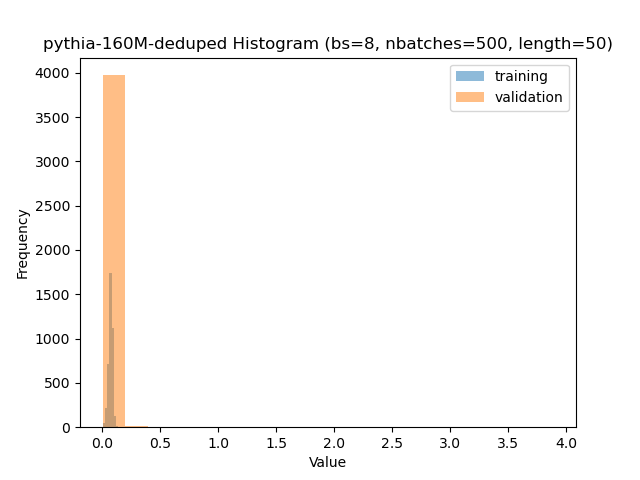 pythia-160M-deduped Histogram (bs=8, nbatches=500, length=50)
training
validation
Frequency
4000
3500
3000
2500
2000
1500
1000
500
0
0.0 0.5 1.0 1.5 2.0 2.5 3.0 3.5 4.0
Value